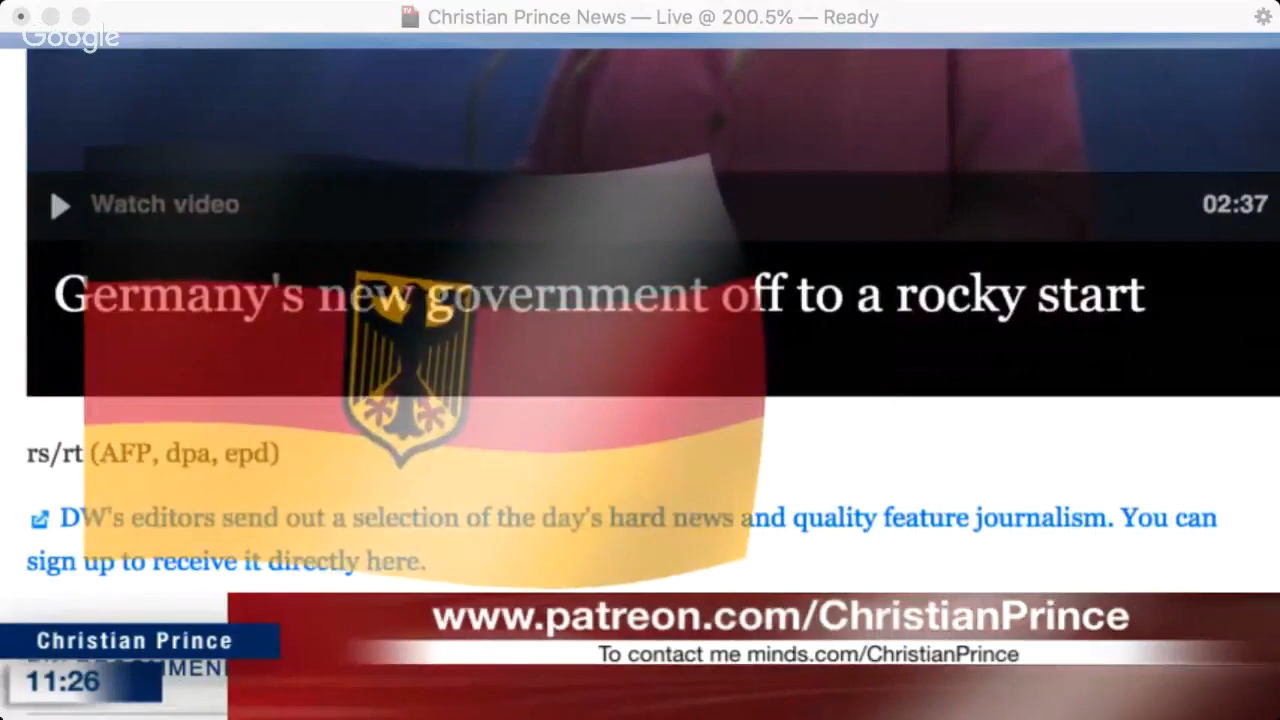 Christian Prince News — Live @ 200.5% — Ready
Google
Watch video
02:37
Germany's new government off to a rocky start
rs/rt (AFP, dpa, epd)
DW's editors send out a selection of the day's hard news and quality feature journalism. You can
sign up to receive it directly here.
www.patreon.com/ChristianPrince
Christian Prince
To contact me minds.com/ChristianPrince
11:26